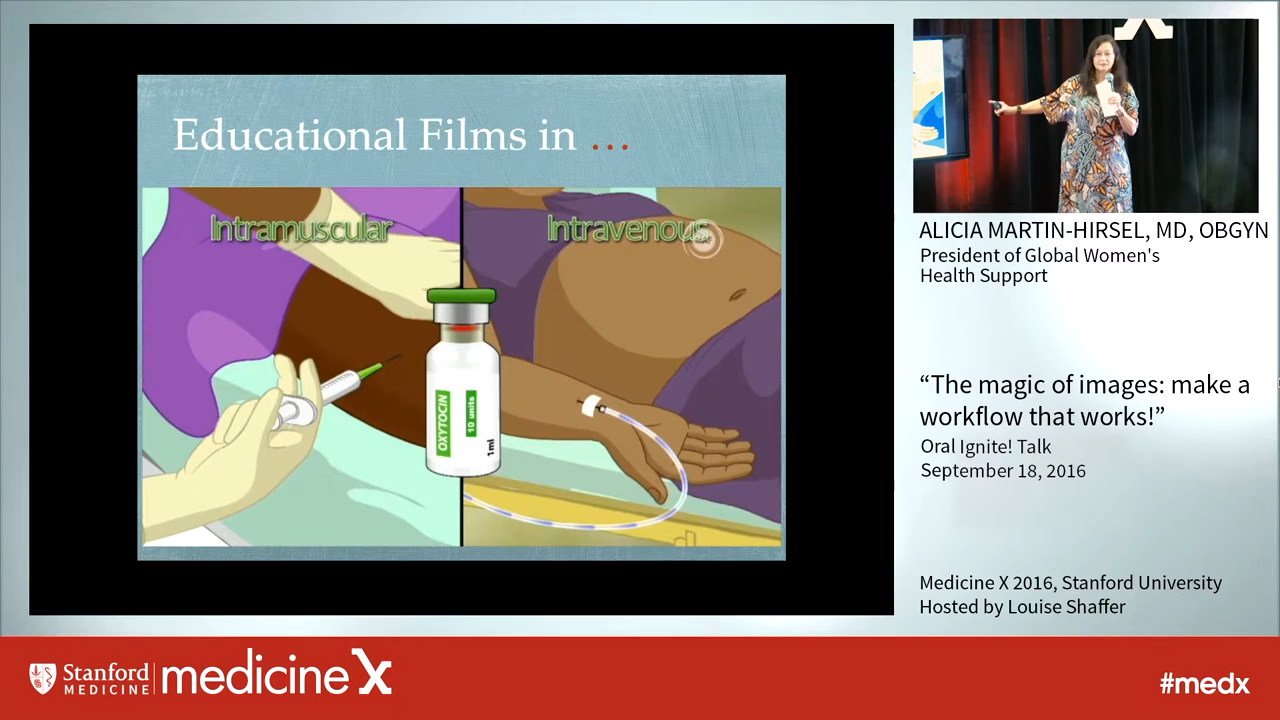 Educational Films in ...
Intramuscular
Intravenous
OXYTOCIN
10 units
1ml
ALICIA MARTIN-HIRSEL, MD, OBGYN
President of Global Women's
Health Support
“The magic of images: make a
workflow that works!”
Oral Ignite! Talk
September 18, 2016
Medicine X 2016, Stanford University
Hosted by Louise Shaffer
Stanford
MEDICINE
medicine X
#medx